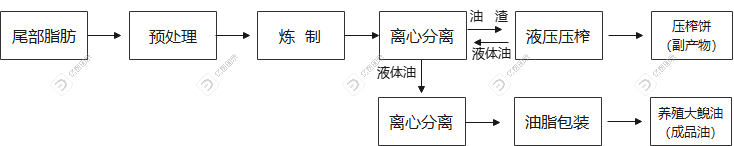 尾部脂肪
预处理
炼 制
离心分离
油 渣
液体油
液压压榨
压榨饼
(副产物)
液体油
离心分离
油脂包装
养殖大鲵油
(成品油)